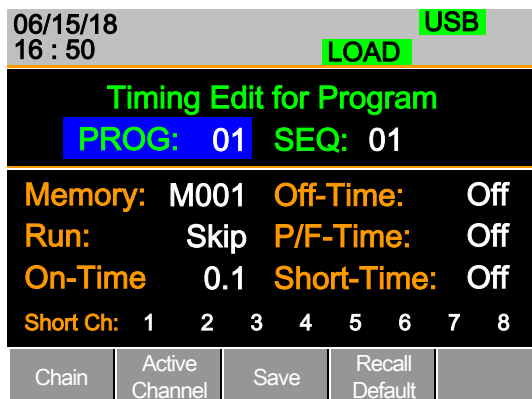 06/15/18 USB
16 : 50 LOAD
Timing Edit for Program
PROG: 01 SEQ: 01
Memory: M001 Off-Time: Off
Run: Skip P/F-Time: Off
On-Time 0.1 Short-Time: Off
Short Ch: 1 2 3 4 5 6 7 8
Chain Active Channel Save Recall Default